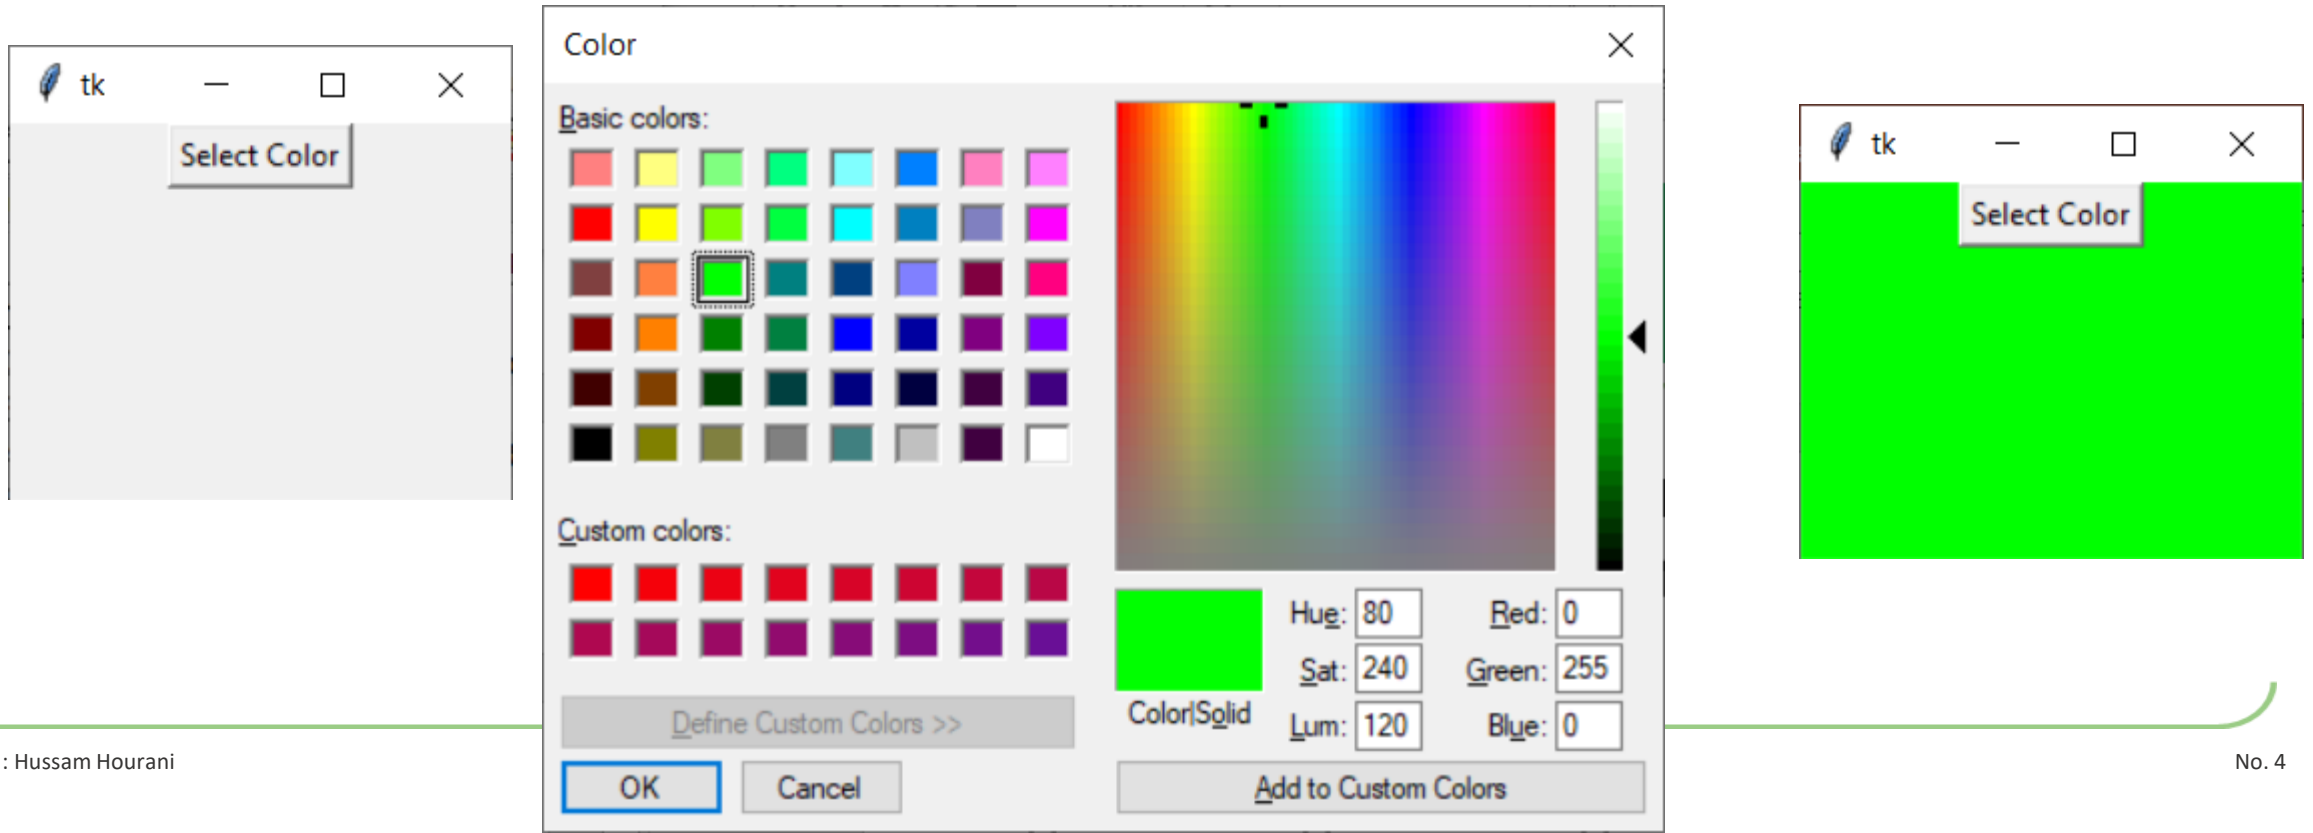 tk
Select Color
Color
Basic colors:
Custom colors:
Define Custom Colors >>
OK
Cancel
Color|Solid
Hue: 80
Sat: 240
Lum: 120
Red: 0
Green: 255
Blue: 0
Add to Custom Colors
tk
Select Color
: Hussam Hourani
No. 4